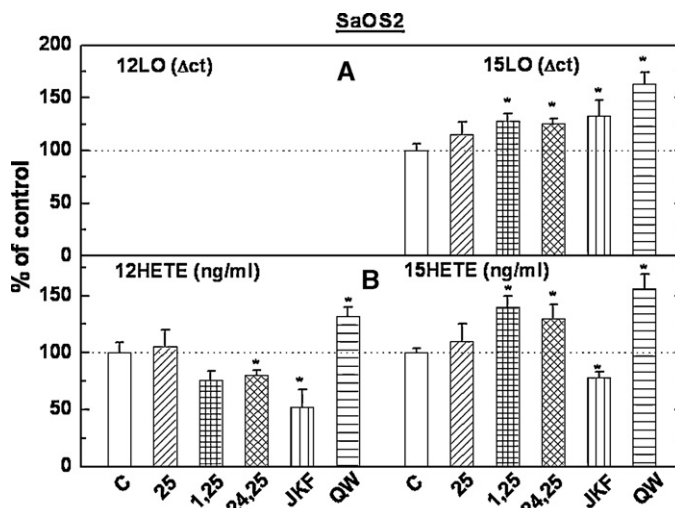 SaOS2
% of control
200
150
100
50
0
12LO (Δct)
A
15LO (Δct)
* * * *
150
100
50
0
12HETE (ng/ml)
B
15HETE (ng/ml)
* * *
* * * *
C 25 1,25 24,25 JKF QW
C 25 1,25 24,25 JKF QW